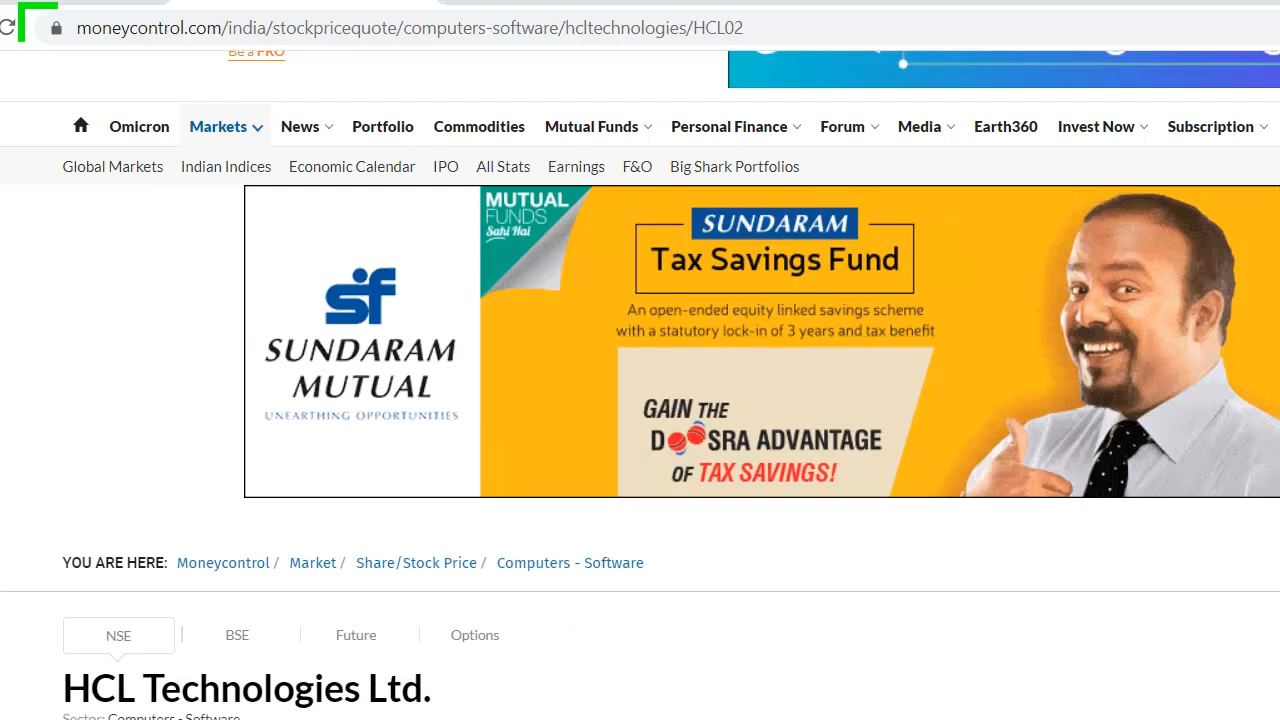 moneycontrol.com/india/stockpricequote/computers-software/hcltechnologies/HCL02
Be a PRO
Omicron Markets News Portfolio Commodities Mutual Funds Personal Finance Forum Media Earth360 Invest Now Subscription
Global Markets Indian Indices Economic Calendar IPO All Stats Earnings F&O Big Shark Portfolios
MUTUAL
FUNDS
Sahi Hai
SUNDARAM
Tax Savings Fund
An open-ended equity linked savings scheme
with a statutory lock-in of 3 years and tax benefit
sf
SUNDARAM
MUTUAL
UNEARTHING OPPORTUNITIES
GAIN THE
DOOSRA ADVANTAGE
OF TAX SAVINGS!
YOU ARE HERE: Moneycontrol / Market / Share/Stock Price / Computers - Software
NSE BSE Future Options
HCL Technologies Ltd.
Sector: Computers - Software